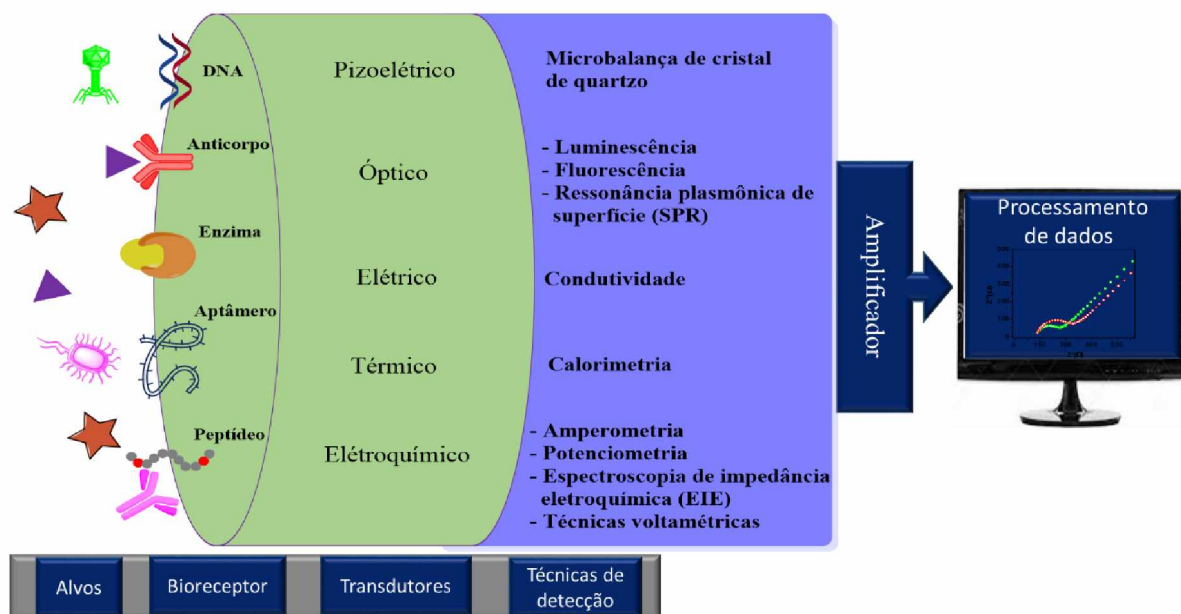 DNA
Anticorpo
Enzima
Aptâmero
Peptídeo
Pizoelétrico
Óptico
Elétrico
Térmico
Elétroquímico
Microbalança de cristal
de quartzo
- Luminescência
- Fluorescência
- Ressonância plasmônica de
superfície (SPR)
Condutividade
Calorimetria
- Amperometria
- Potenciometria
- Espectroscopia de impedância
eletroquímica (EIE)
- Técnicas voltamétricas
Amplificador
Processamento
de dados
Alvos
Bioreceptor
Transdutores
Técnicas de
detecção